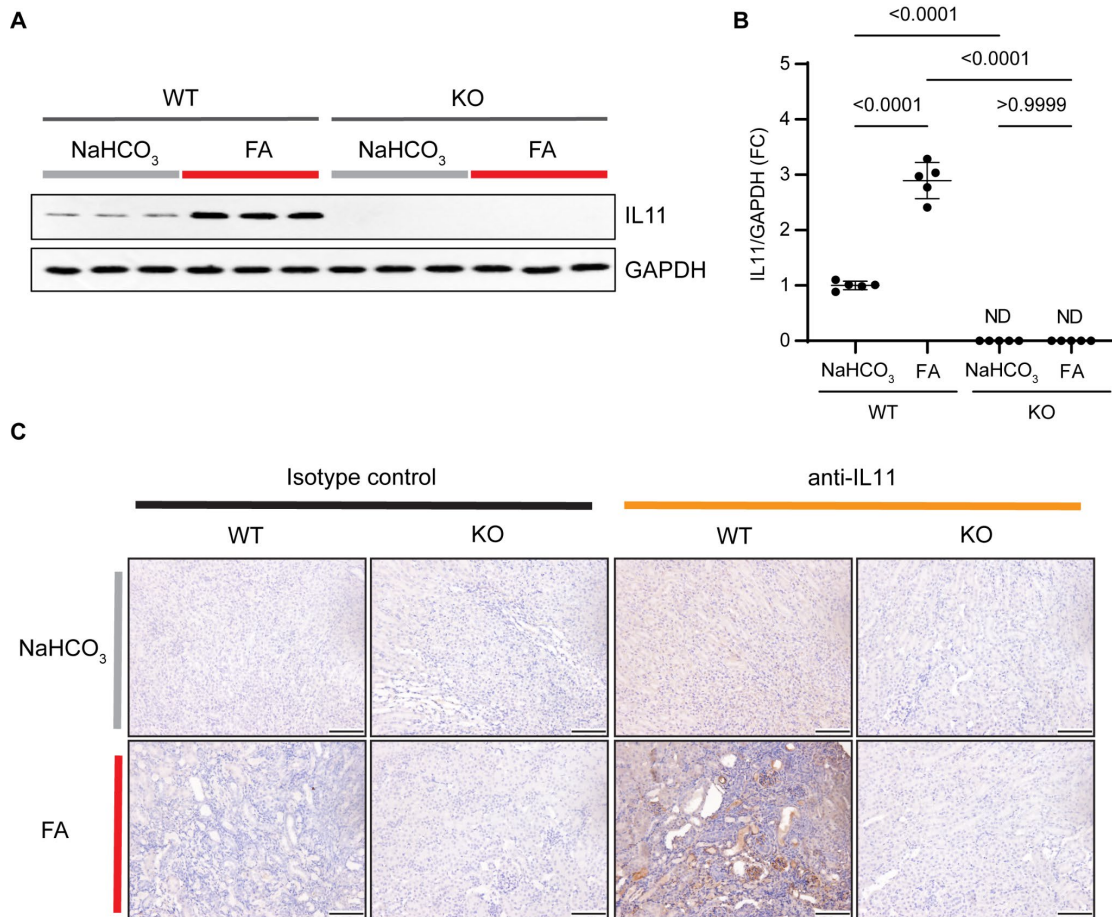 A
WT KO
NaHCO₃ FA NaHCO₃ FA
IL11
GAPDH
B
<0.0001
<0.0001
<0.0001 >0.9999
IL11/GAPDH (FC)
5
4
3
2
1
0
ND ND
NaHCO₃ FA NaHCO₃ FA
WT KO
C
Isotype control anti-IL11
WT KO WT KO
NaHCO₃
FA